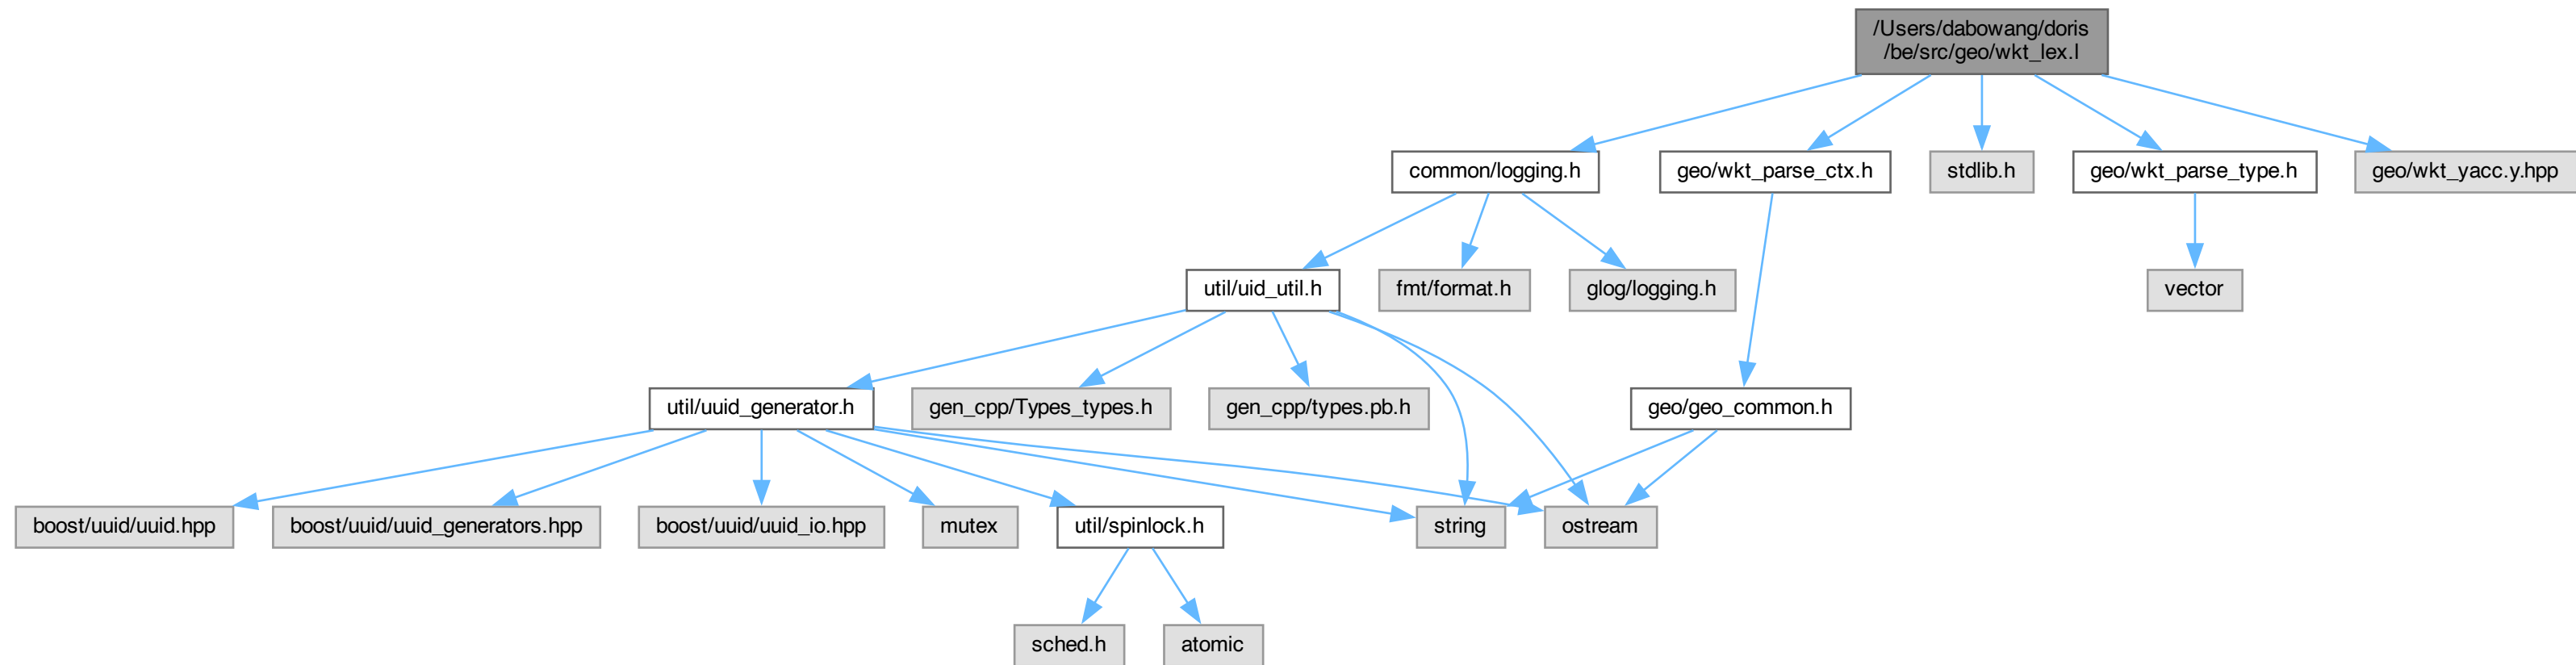 /Users/dabowang/doris
/be/src/geo/wkt_lex.l
common/logging.h
geo/wkt_parse_ctx.h
stdlib.h
geo/wkt_parse_type.h
geo/wkt_yacc.y.hpp
util/uid_util.h
fmt/format.h
glog/logging.h
vector
util/uuid_generator.h
gen_cpp/Types_types.h
gen_cpp/types.pb.h
geo/geo_common.h
boost/uuid/uuid.hpp
boost/uuid/uuid_generators.hpp
boost/uuid/uuid_io.hpp
mutex
util/spinlock.h
string
ostream
sched.h
atomic